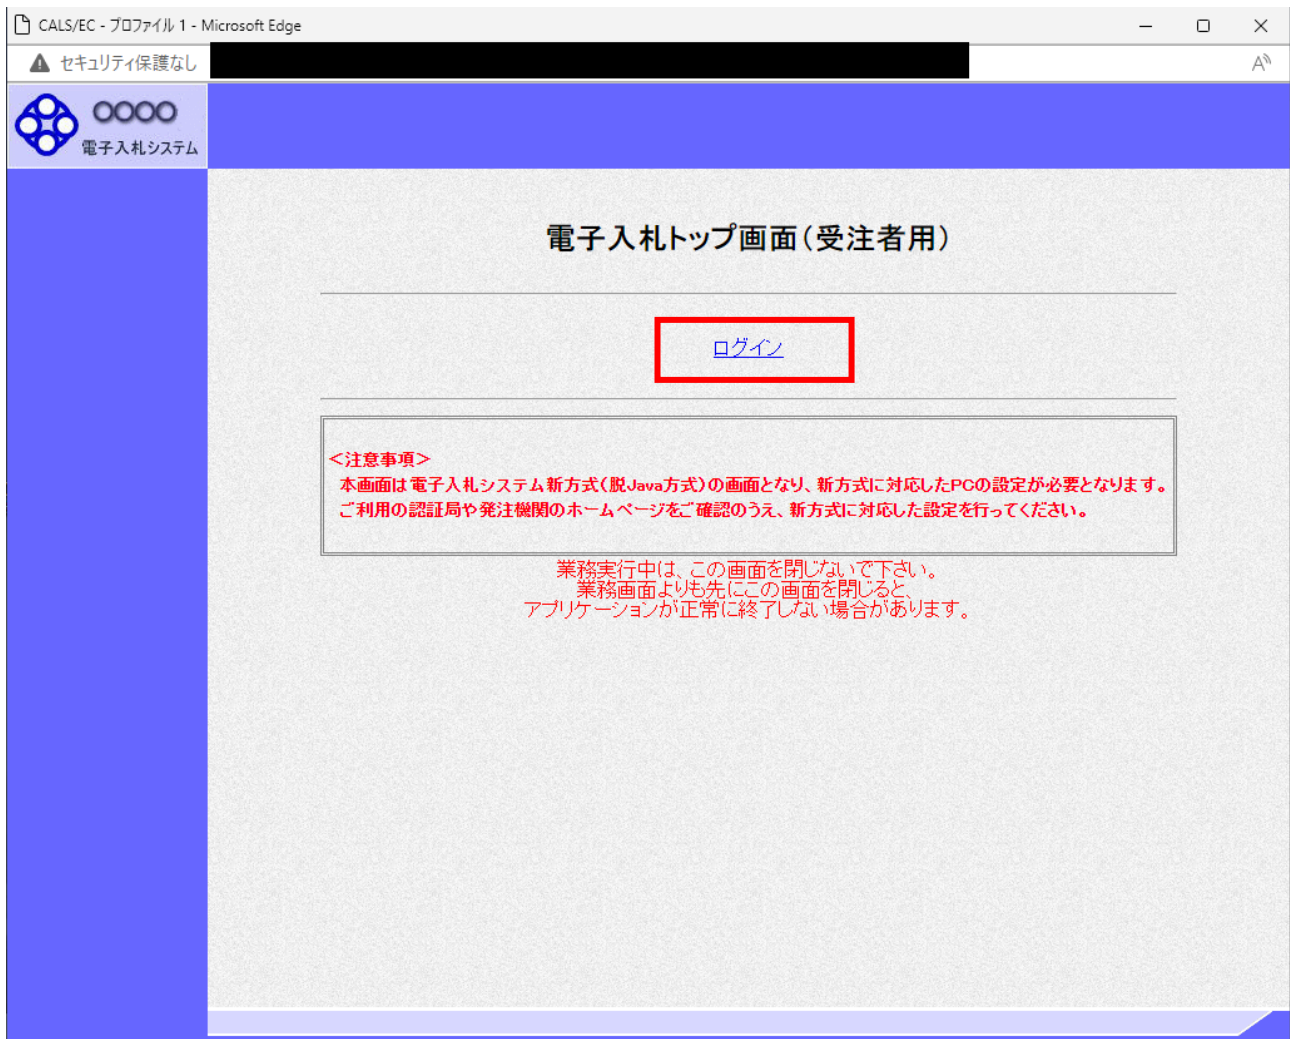 CALS/EC - プロファイル 1 - Microsoft Edge
セキュリティ保護なし
A
○○○○
電子入札システム
電子入札トップ画面（受注者用）
ログイン
＜注意事項＞
本画面は電子入札システム新方式（脱Java方式）の画面となり、新方式に対応したPCの設定が必要となります。
ご利用の認証局や発注機関のホームページをご確認のうえ、新方式に対応した設定を行ってください。
業務実行中は、この画面を閉じないで下さい。
業務画面よりも先にこの画面を閉じると、
アプリケーションが正常に終了しない場合があります。